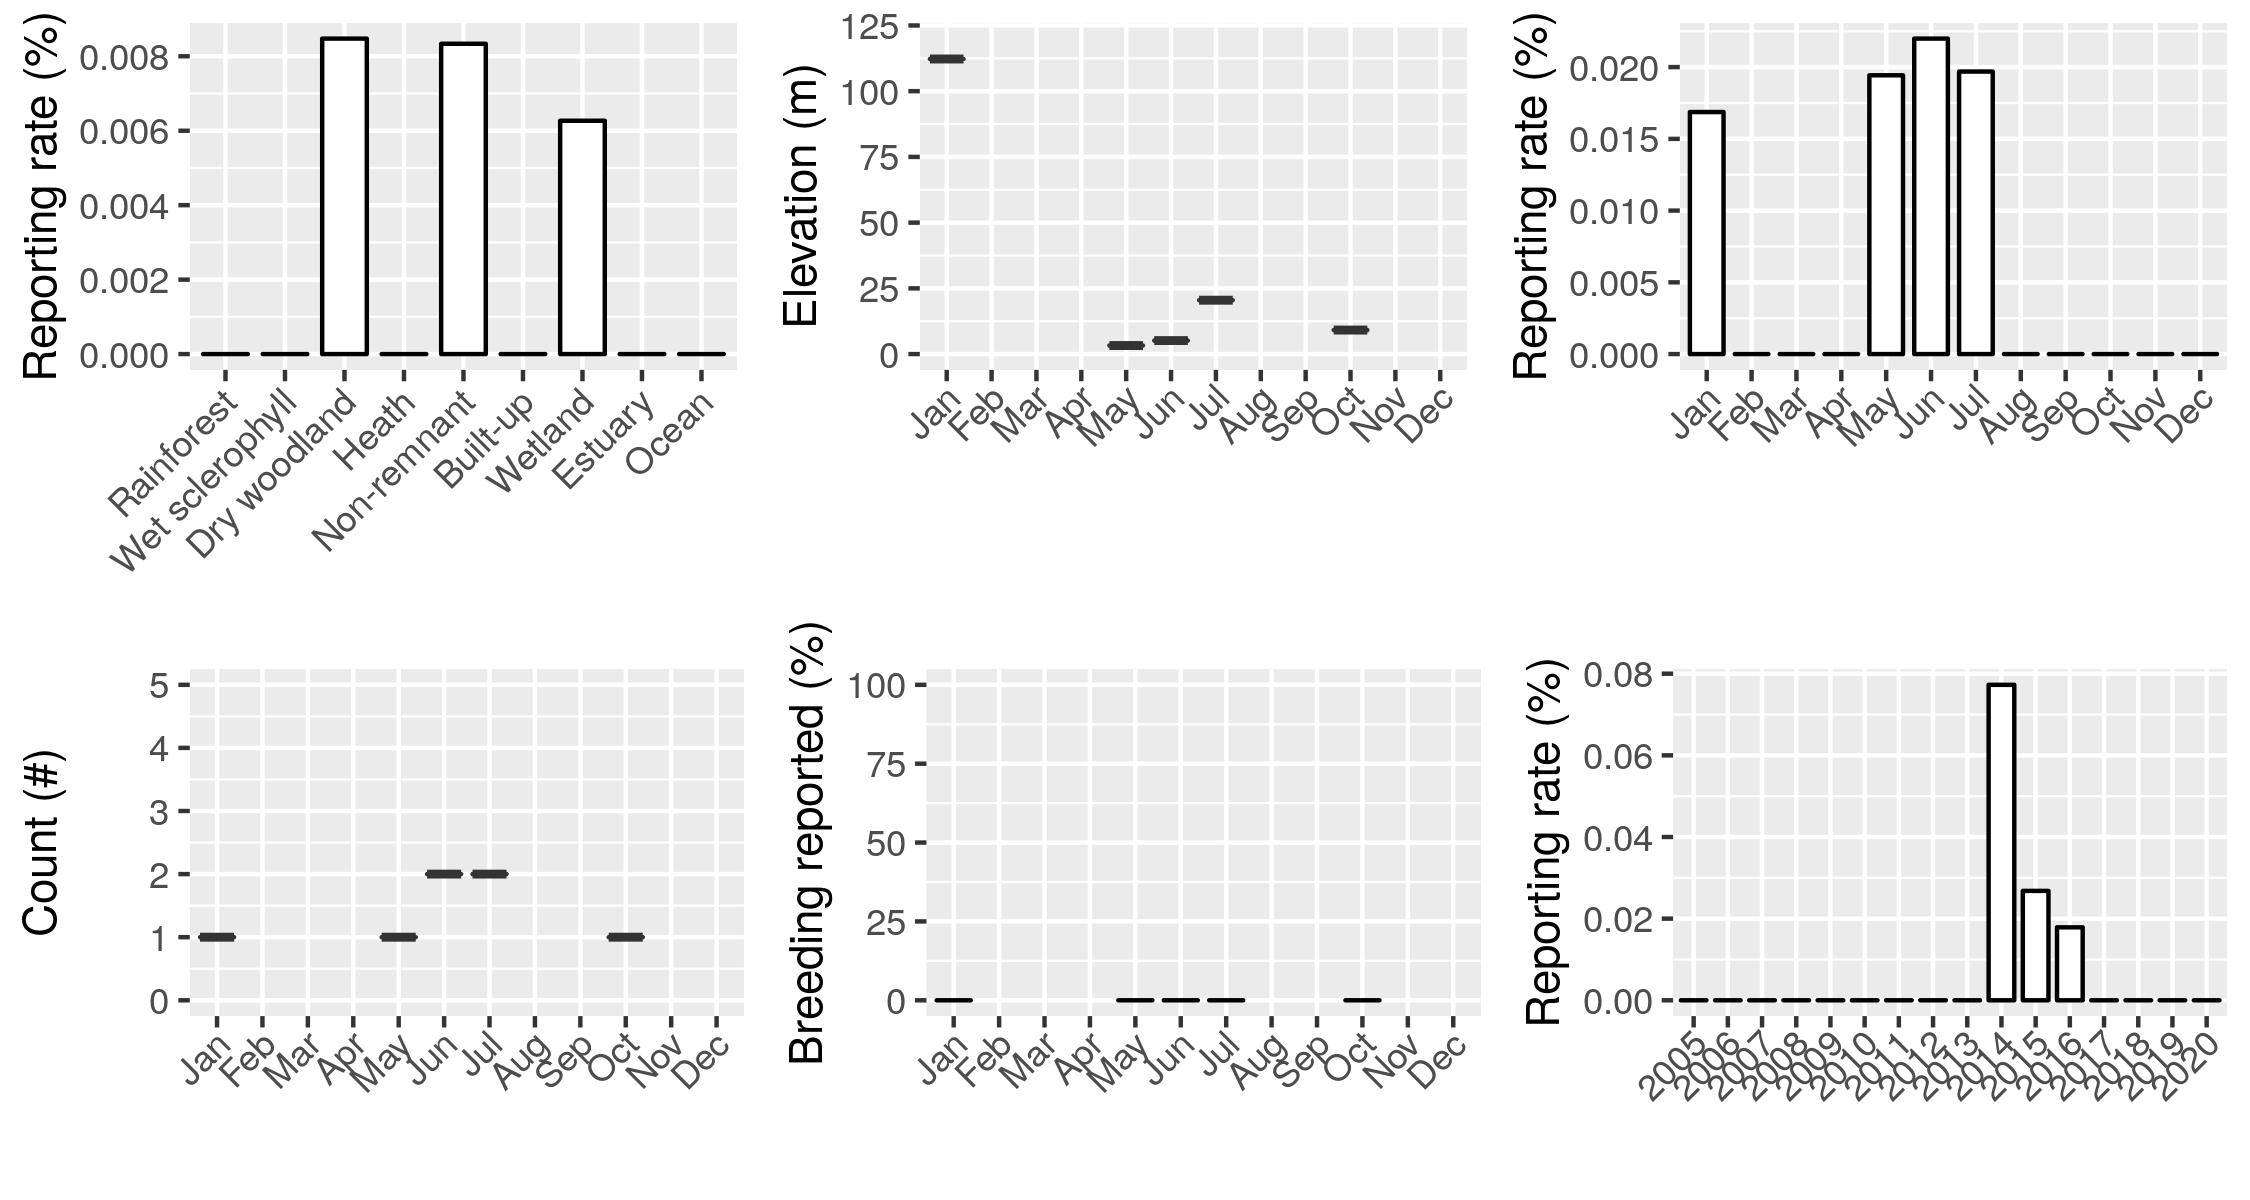 Reporting rate (%)
0.008
0.006
0.004
0.002
0.000
Rainforest
Wet sclerophyll
Dry woodland
Heath
Non-remnant
Built-up
Wetland
Estuary
Ocean
Elevation (m)
125
100
75
50
25
0
Jan
Feb
Mar
Apr
May
Jun
Jul
Aug
Sep
Oct
Nov
Dec
Reporting rate (%)
0.020
0.015
0.010
0.005
0.000
Jan
Feb
Mar
Apr
May
Jun
Jul
Aug
Sep
Oct
Nov
Dec
Count (#)
5
4
3
2
1
0
Jan
Feb
Mar
Apr
May
Jun
Jul
Aug
Sep
Oct
Nov
Dec
Breeding reported (%)
100
75
50
25
0
Jan
Feb
Mar
Apr
May
Jun
Jul
Aug
Sep
Oct
Nov
Dec
Reporting rate (%)
0.08
0.06
0.04
0.02
0.00
2005
2006
2007
2008
2009
2010
2011
2012
2013
2014
2015
2016
2017
2018
2019
2020